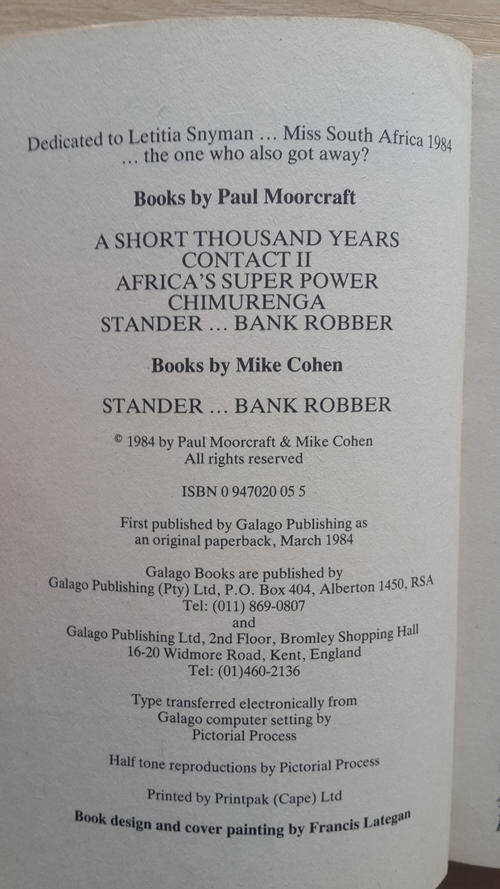 Dedicated to Letitia Snyman ... Miss South Africa 1984
... the one who also got away?
Books by Paul Moorcraft
A SHORT THOUSAND YEARS
CONTACT II
AFRICA'S SUPER POWER
CHIMURENGA
STANDER ... BANK ROBBER
Books by Mike Cohen
STANDER ... BANK ROBBER
© 1984 by Paul Moorcraft & Mike Cohen
All rights reserved
ISBN 0 947020 05 5
First published by Galago Publishing as
an original paperback, March 1984
Galago Books are published by
Galago Publishing (Pty) Ltd, P.O. Box 404, Alberton 1450, RSA
Tel: (011) 869-0807
and
Galago Publishing Ltd, 2nd Floor, Bromley Shopping Hall
16-20 Widmore Road, Kent, England
Tel: (01)460-2136
Type transferred electronically from
Galago computer setting by
Pictorial Process
Half tone reproductions by Pictorial Process
Printed by Printpak (Cape) Ltd
Book design and cover painting by Francis Lategan